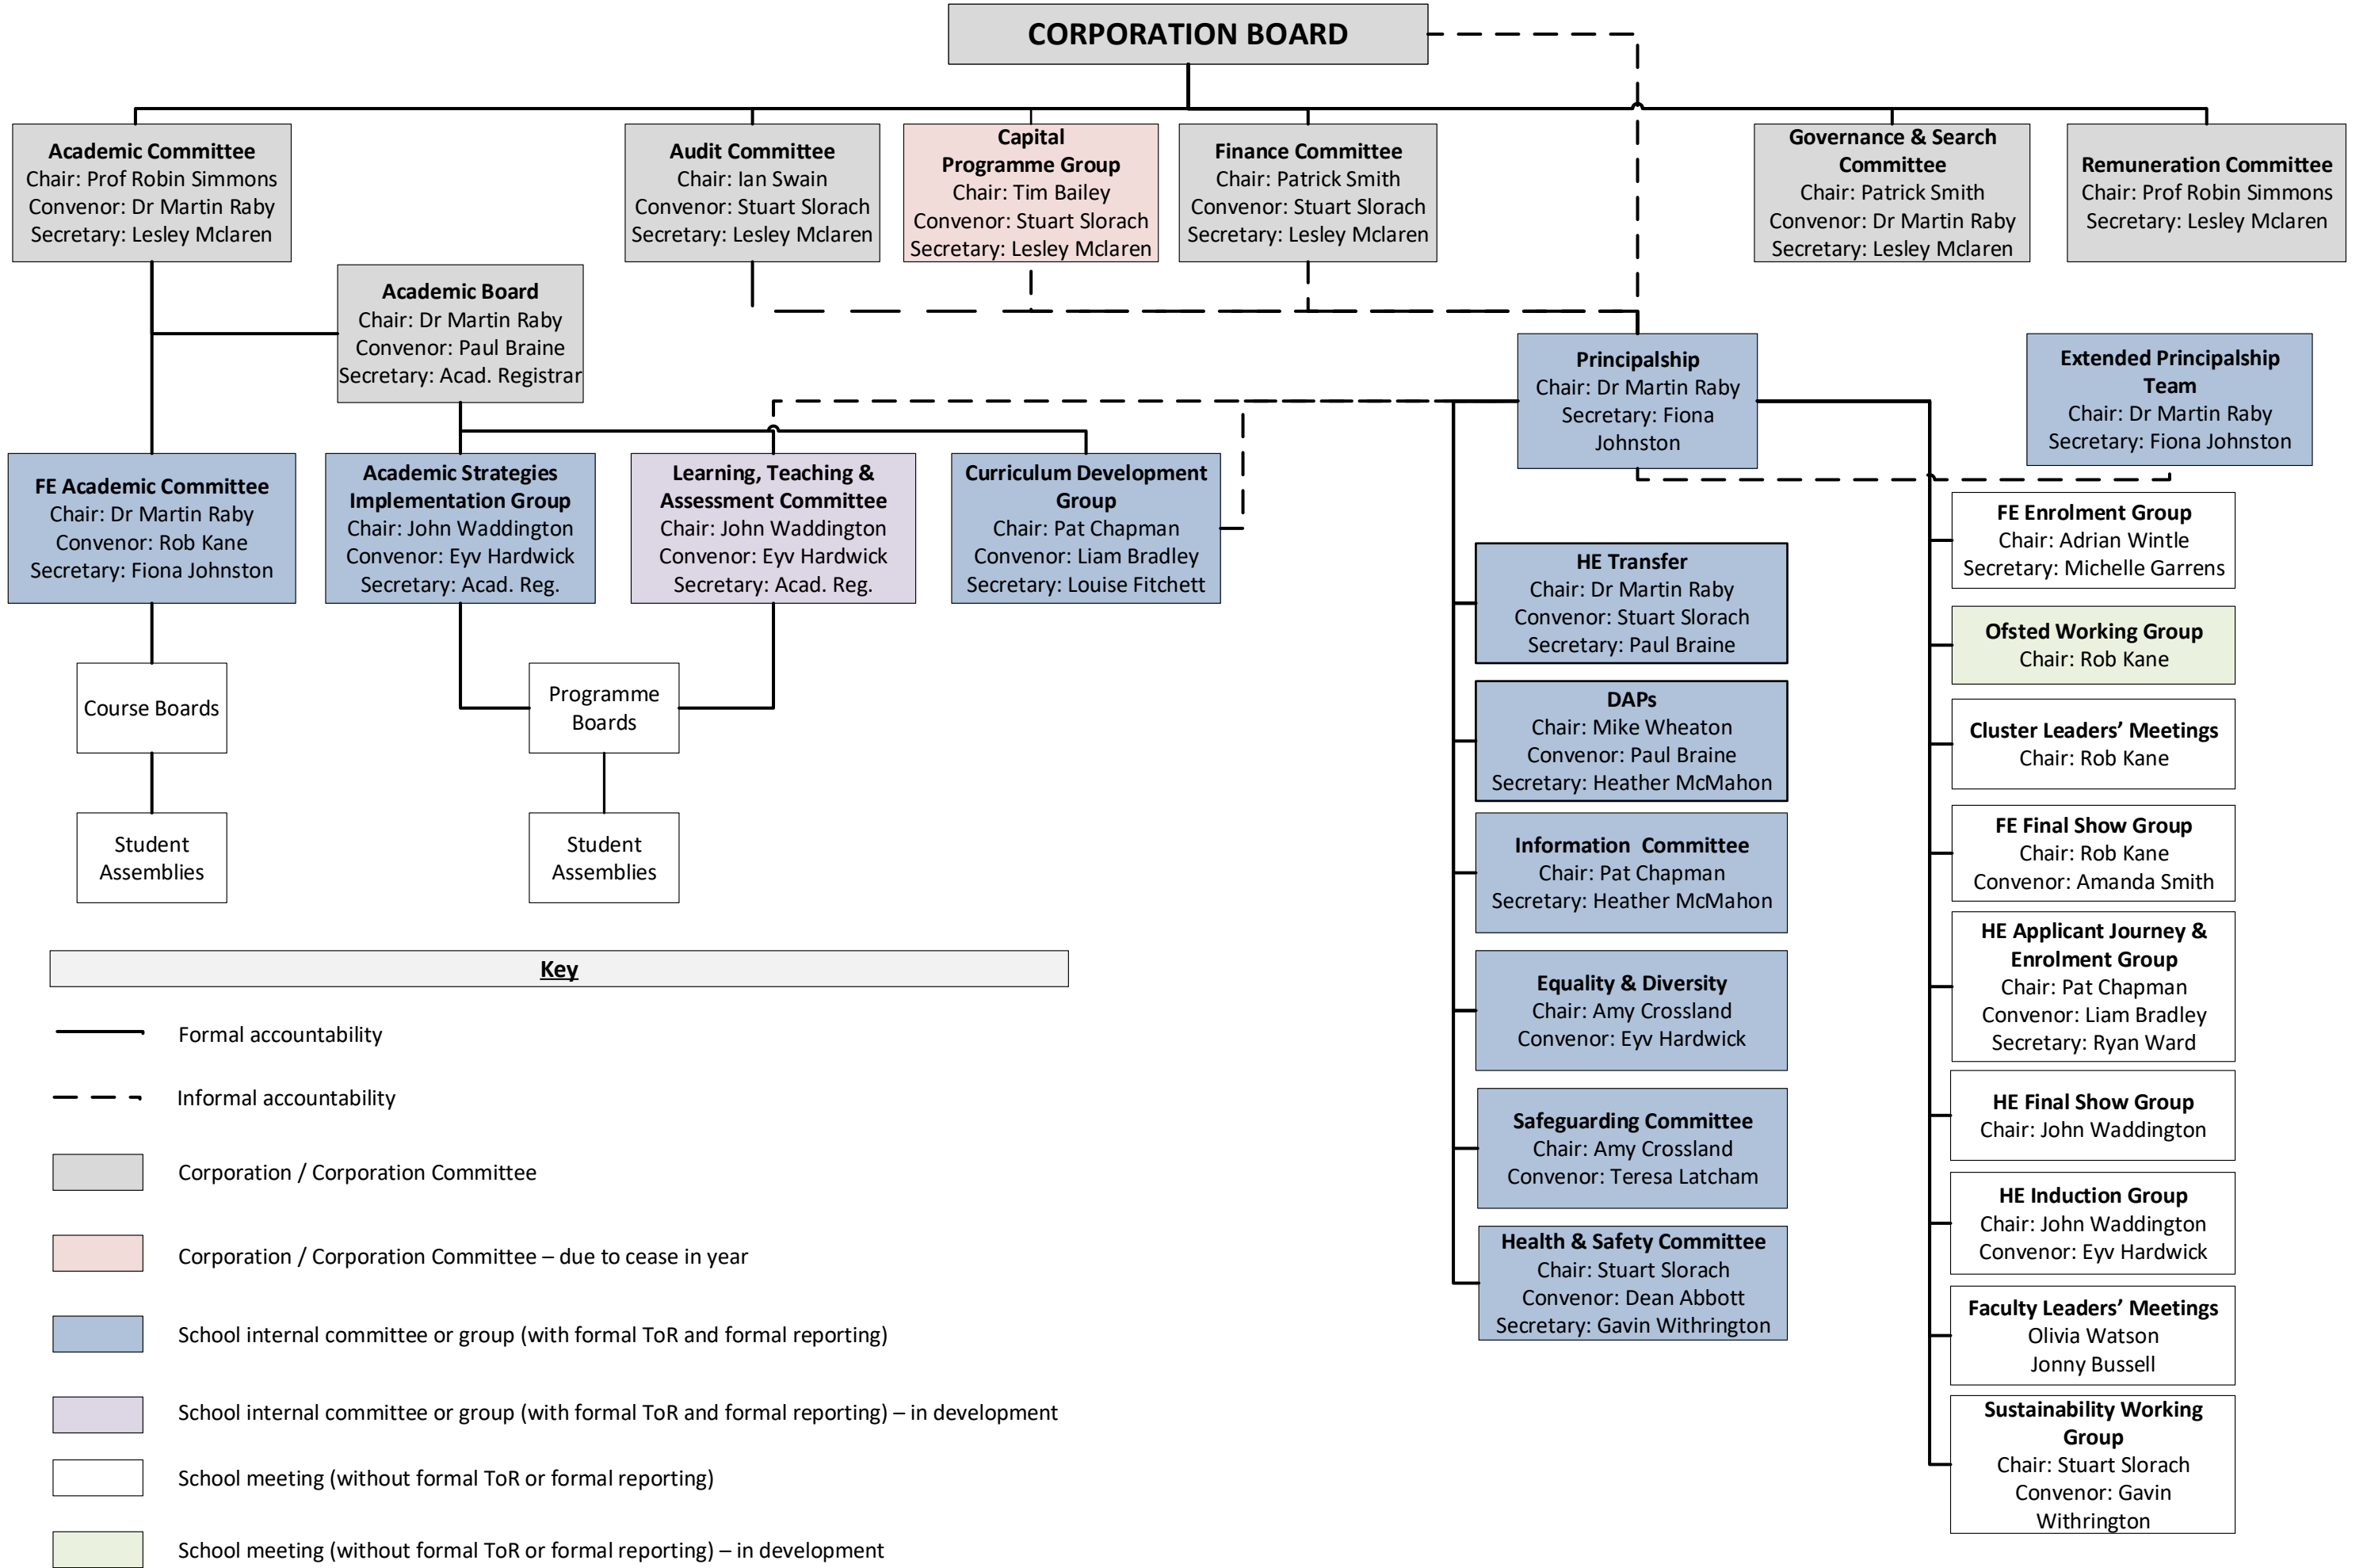 CORPORATION BOARD
Academic Committee
Chair: Prof Robin Simmons
Convenor: Dr Martin Raby
Secretary: Lesley Mclaren
Audit Committee
Chair: Ian Swain
Convenor: Stuart Slorach
Secretary: Lesley Mclaren
Capital
Programme Group
Chair: Tim Bailey
Convenor: Stuart Slorach
Secretary: Lesley Mclaren
Finance Committee
Chair: Patrick Smith
Convenor: Stuart Slorach
Secretary: Lesley Mclaren
Governance & Search
Committee
Chair: Patrick Smith
Convenor: Dr Martin Raby
Secretary: Lesley Mclaren
Remuneration Committee
Chair: Prof Robin Simmons
Secretary: Lesley Mclaren
Academic Board
Chair: Dr Martin Raby
Convenor: Paul Braine
Secretary: Acad. Registrar
Principalship
Chair: Dr Martin Raby
Secretary: Fiona
Johnston
Extended Principalship
Team
Chair: Dr Martin Raby
Secretary: Fiona Johnston
FE Academic Committee
Chair: Dr Martin Raby
Convenor: Rob Kane
Secretary: Fiona Johnston
Academic Strategies
Implementation Group
Chair: John Waddington
Convenor: Eyv Hardwick
Secretary: Acad. Reg.
Learning, Teaching &
Assessment Committee
Chair: John Waddington
Convenor: Eyv Hardwick
Secretary: Acad. Reg.
Curriculum Development
Group
Chair: Pat Chapman
Convenor: Liam Bradley
Secretary: Louise Fitchett
Course Boards
Programme
Boards
Student
Assemblies
Student
Assemblies
HE Transfer
Chair: Dr Martin Raby
Convenor: Stuart Slorach
Secretary: Paul Braine
DAPs
Chair: Mike Wheaton
Convenor: Paul Braine
Secretary: Heather McMahon
Information Committee
Chair: Pat Chapman
Secretary: Heather McMahon
Equality & Diversity
Chair: Amy Crossland
Convenor: Eyv Hardwick
Safeguarding Committee
Chair: Amy Crossland
Convenor: Teresa Latcham
Health & Safety Committee
Chair: Stuart Slorach
Convenor: Dean Abbott
Secretary: Gavin Withrington
FE Enrolment Group
Chair: Adrian Wintle
Secretary: Michelle Garrens
Ofsted Working Group
Chair: Rob Kane
Cluster Leaders’ Meetings
Chair: Rob Kane
FE Final Show Group
Chair: Rob Kane
Convenor: Amanda Smith
HE Applicant Journey &
Enrolment Group
Chair: Pat Chapman
Convenor: Liam Bradley
Secretary: Ryan Ward
HE Final Show Group
Chair: John Waddington
HE Induction Group
Chair: John Waddington
Convenor: Eyv Hardwick
Faculty Leaders’ Meetings
Olivia Watson
Jonny Bussell
Sustainability Working
Group
Chair: Stuart Slorach
Convenor: Gavin
Withrington
Key
Formal accountability
Informal accountability
Corporation / Corporation Committee
Corporation / Corporation Committee – due to cease in year
School internal committee or group (with formal ToR and formal reporting)
School internal committee or group (with formal ToR and formal reporting) – in development
School meeting (without formal ToR or formal reporting)
School meeting (without formal ToR or formal reporting) – in development